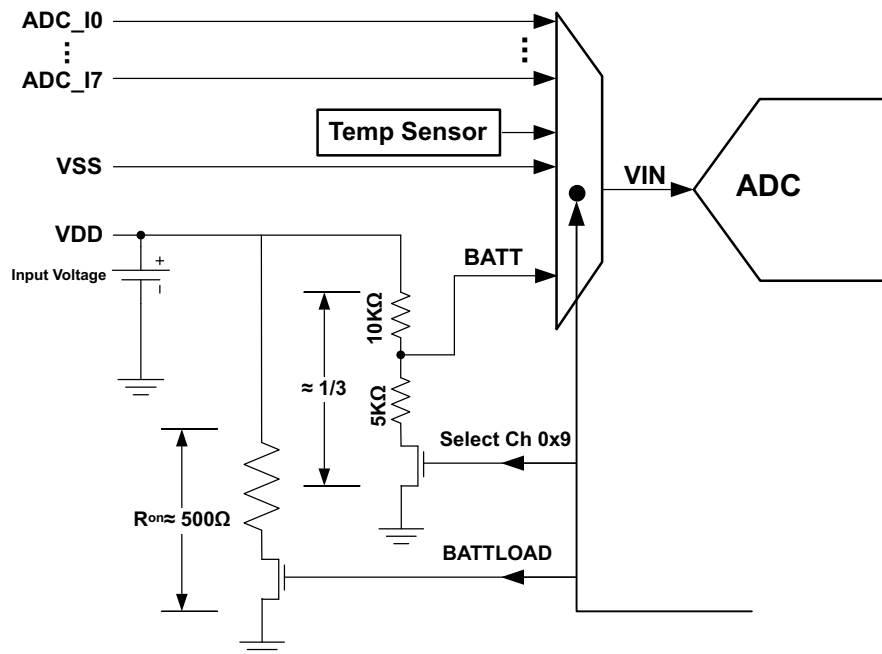 ADC_I0
ADC_I7
Temp Sensor
VSS
VIN
ADC
VDD
BATT
Input Voltage
+
10KΩ
≈ 1/3
5KΩ
Select Ch 0x9
Ron≈ 500Ω
BATTLOAD